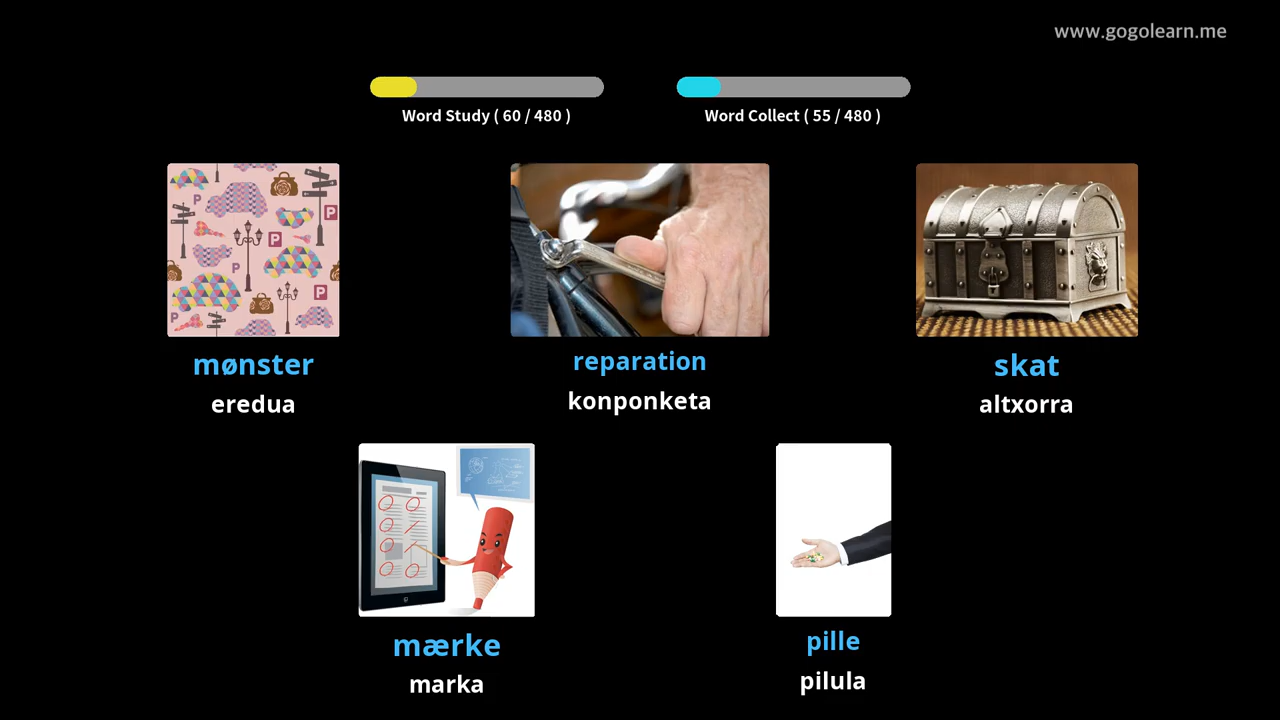 www.gogolearn.me
Word Study ( 60 / 480 )
Word Collect ( 55 / 480 )
P
P
P
P
P
P
mønster
eredua
reparation
konponketa
skat
altxorra
mærke
marka
pille
pilula